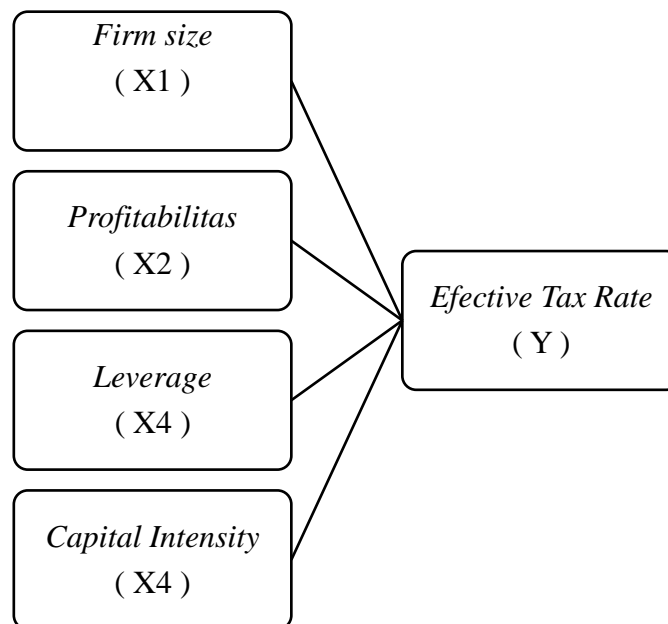 Firm size
( X1 )
Profitabilitas
( X2 )
Leverage
( X4 )
Capital Intensity
( X4 )
Efective Tax Rate
( Y )